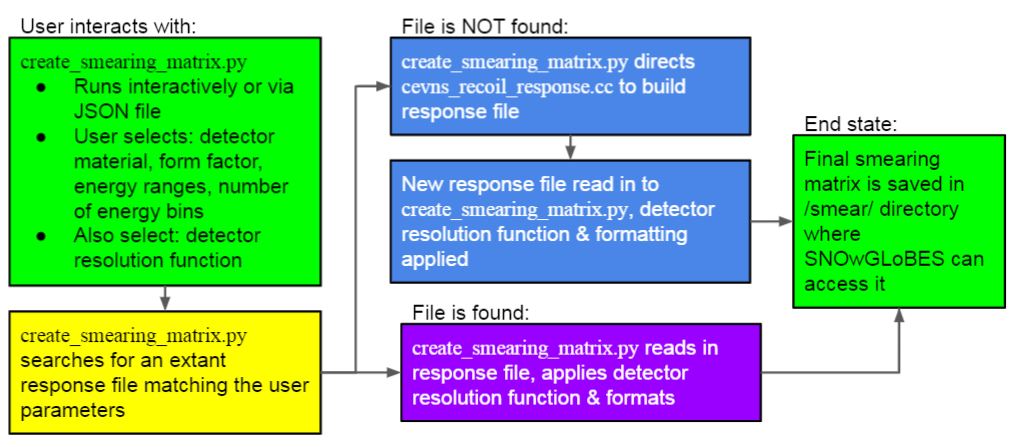 User interacts with:
create_smearing_matrix.py
● Runs interactively or via
JSON file
● User selects: detector
material, form factor,
energy ranges, number
of energy bins
● Also select: detector
resolution function
create_smearing_matrix.py
searches for an extant
response file matching the user
parameters
File is NOT found:
create_smearing_matrix.py directs
cevns_recoil_response.cc to build
response file
New response file read in to
create_smearing_matrix.py, detector
resolution function & formatting
applied
File is found:
create_smearing_matrix.py reads in
response file, applies detector
resolution function & formats
End state:
Final smearing
matrix is saved in
/smear/ directory
where
SNOwGLoBES can
access it